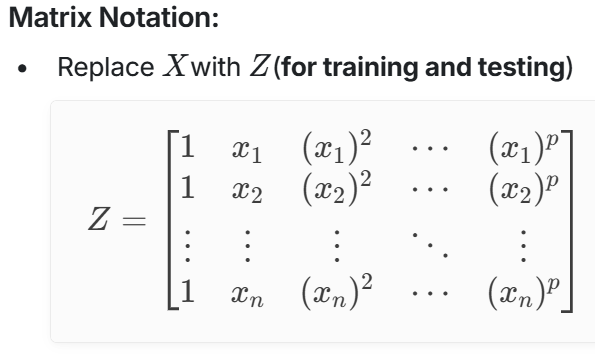 Matrix Notation:
• Replace X with Z (for training and testing)
Z = [1 x₁ (x₁)² ⋯ (x₁)ᵖ]
[1 x₂ (x₂)² ⋯ (x₂)ᵖ]
[⋮ ⋮ ⋮ ⋱ ⋮]
[1 xₙ (xₙ)² ⋯ (xₙ)ᵖ]